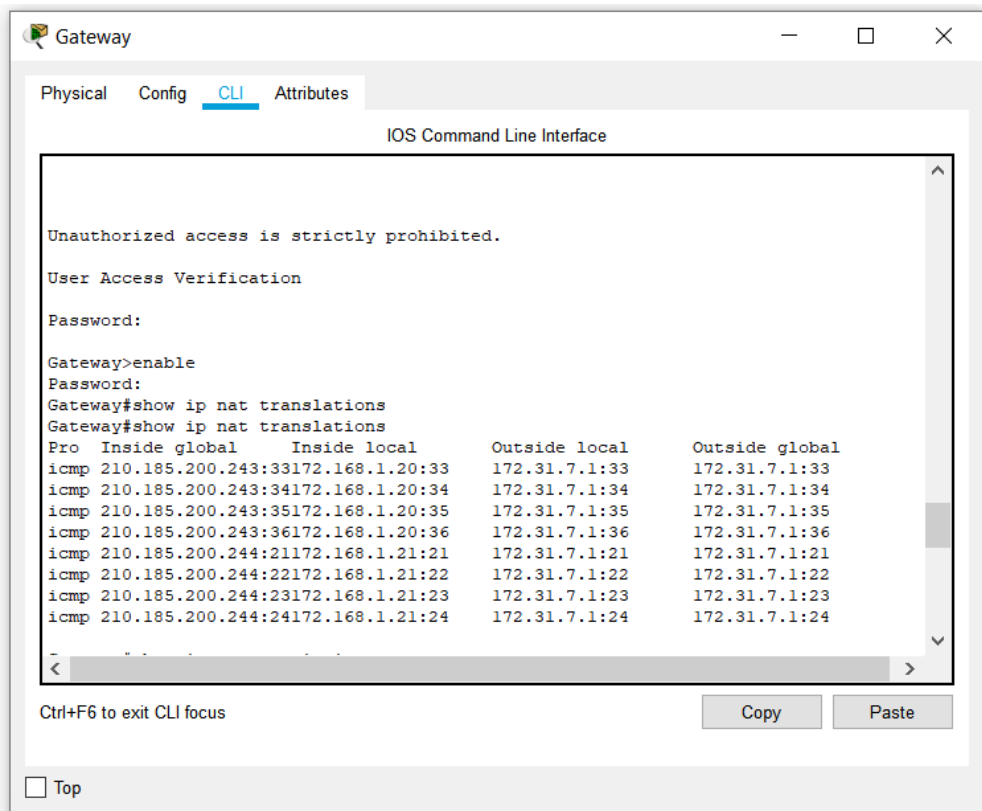 Gateway
Physical Config CLI Attributes
IOS Command Line Interface
Unauthorized access is strictly prohibited.
User Access Verification
Password:
Gateway>enable
Password:
Gateway#show ip nat translations
Gateway#show ip nat translations
Pro Inside global Inside local Outside local Outside global
icmp 210.185.200.243:33172.168.1.20:33 172.31.7.1:33 172.31.7.1:33
icmp 210.185.200.243:34172.168.1.20:34 172.31.7.1:34 172.31.7.1:34
icmp 210.185.200.243:35172.168.1.20:35 172.31.7.1:35 172.31.7.1:35
icmp 210.185.200.243:36172.168.1.20:36 172.31.7.1:36 172.31.7.1:36
icmp 210.185.200.244:21172.168.1.21:21 172.31.7.1:21 172.31.7.1:21
icmp 210.185.200.244:22172.168.1.21:22 172.31.7.1:22 172.31.7.1:22
icmp 210.185.200.244:23172.168.1.21:23 172.31.7.1:23 172.31.7.1:23
icmp 210.185.200.244:24172.168.1.21:24 172.31.7.1:24 172.31.7.1:24
Ctrl+F6 to exit CLI focus
Copy Paste
Top